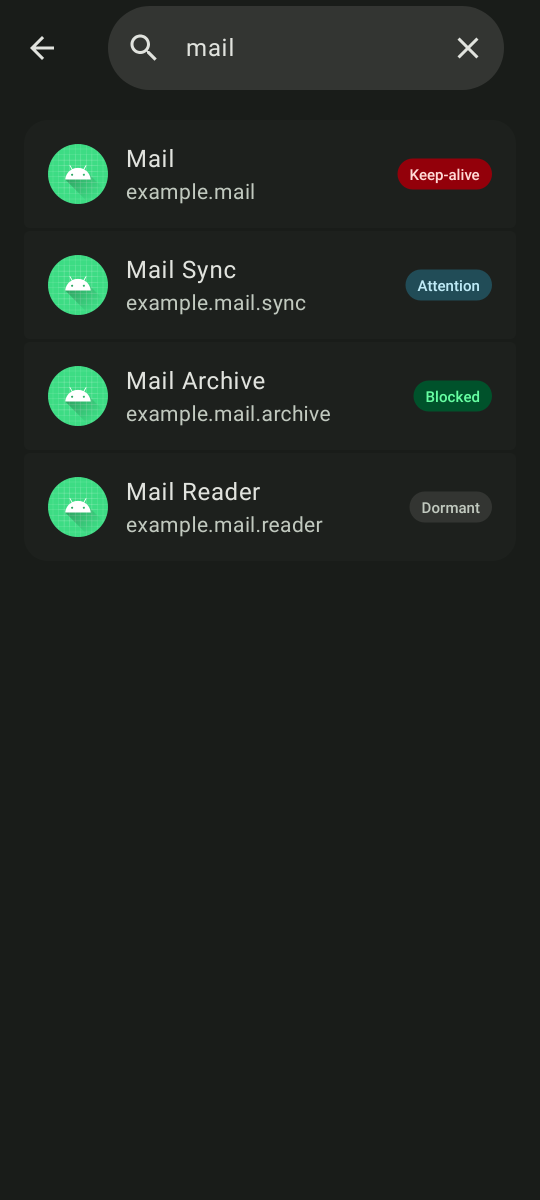 mail
Mail
example.mail
Keep-alive
Mail Sync
example.mail.sync
Attention
Mail Archive
example.mail.archive
Blocked
Mail Reader
example.mail.reader
Dormant